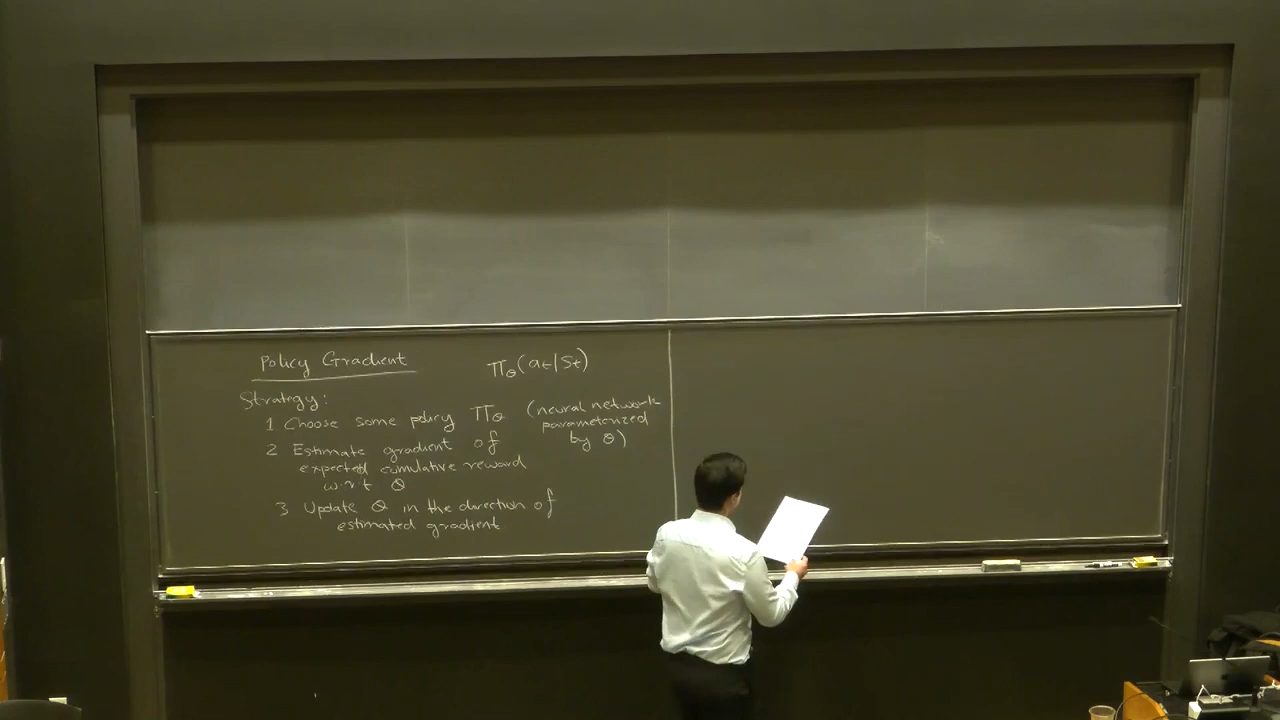 Policy Gradient
πθ(at|St)
Strategy:
1 Choose some policy πθ (neural network
parameterized
by θ)
2 Estimate gradient of
expected cumulative reward
w.r.t θ
3 Update θ in the direction of
estimated gradient